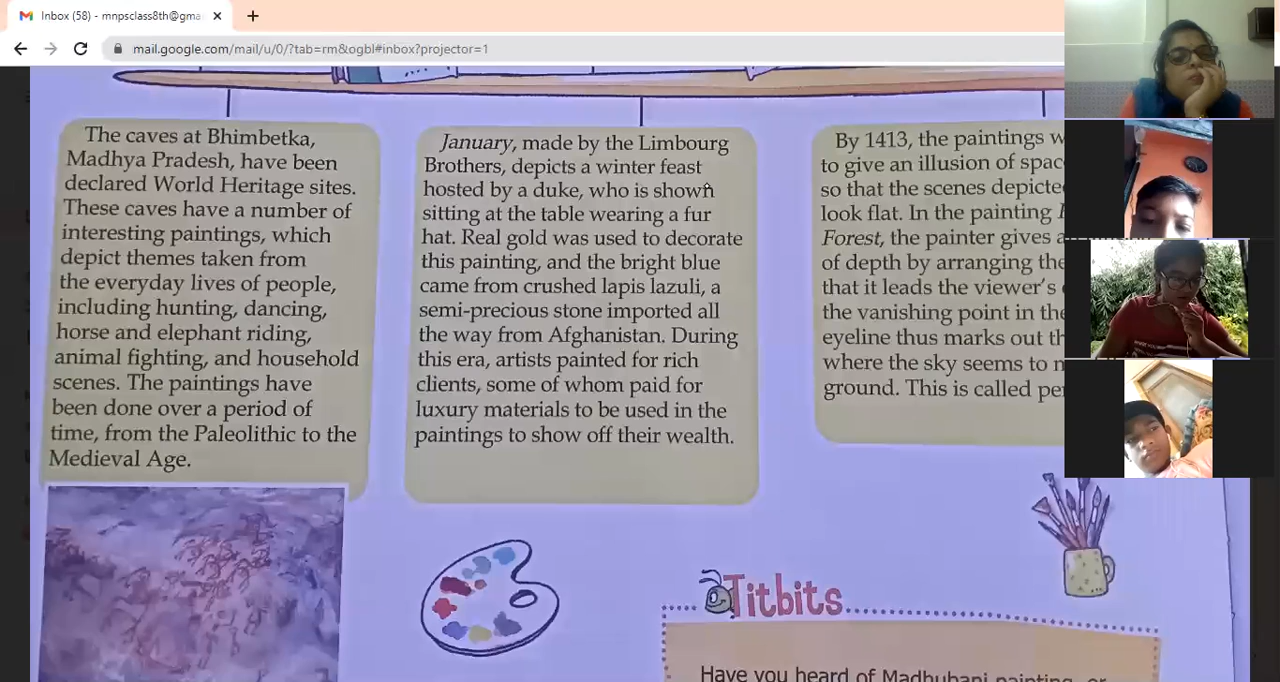 Inbox (58) - mnpsclass8th@gma
mail.google.com/mail/u/0/?tab=rm&ogbl#inbox?projector=1
The caves at Bhimbetka,
Madhya Pradesh, have been
declared World Heritage sites.
These caves have a number of
interesting paintings, which
depict themes taken from
the everyday lives of people,
including hunting, dancing,
horse and elephant riding,
animal fighting, and household
scenes. The paintings have
been done over a period of
time, from the Paleolithic to the
Medieval Age.
January, made by the Limbourg
Brothers, depicts a winter feast
hosted by a duke, who is shown
sitting at the table wearing a fur
hat. Real gold was used to decorate
this painting, and the bright blue
came from crushed lapis lazuli, a
semi-precious stone imported all
the way from Afghanistan. During
this era, artists painted for rich
clients, some of whom paid for
luxury materials to be used in the
paintings to show off their wealth.
By 1413, the paintings
to give an illusion of
so that the scenes
look flat. In the painting
Forest, the painter gives
of depth by arranging
that it leads the viewer's
the vanishing point in
eyeline thus marks out
where the sky seems to
ground. This is called
Titbits
Have you heard of Madhubani painting, or